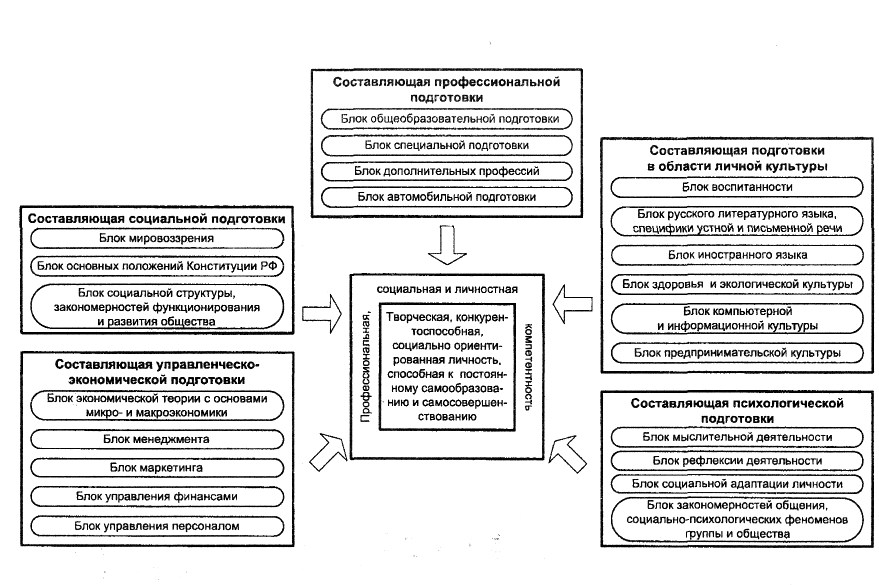 Составляющая профессиональной
подготовки
Блок общеобразовательной подготовки
Блок специальной подготовки
Блок дополнительных профессий
Блок автомобильной подготовки
Составляющая социальной подготовки
Блок мировоззрения
Блок основных положений Конституции РФ
Блок социальной структуры,
закономерностей функционирования
и развития общества
Составляющая управленческо-
экономической подготовки
Блок экономической теории с основами
микро- и макроэкономики
Блок менеджмента
Блок маркетинга
Блок управления финансами
Блок управления персоналом
Профессиональная,
социальная и личностная
компетентность
Творческая, конкурен-
тоспособная,
социально ориенти-
рованная личность,
способная к постоян-
ному самообразова-
нию и самосовершен-
ствованию
Составляющая подготовки
в области личной культуры
Блок воспитанности
Блок русского литературного языка,
специфики устной и письменной речи
Блок иностранного языка
Блок здоровья и экологической культуры
Блок компьютерной
и информационной культуры
Блок предпринимательской культуры
Составляющая психологической
подготовки
Блок мыслительной деятельности
Блок рефлексии деятельности
Блок социальной адаптации личности
Блок закономерностей общения,
социально-психологических феноменов
группы и общества